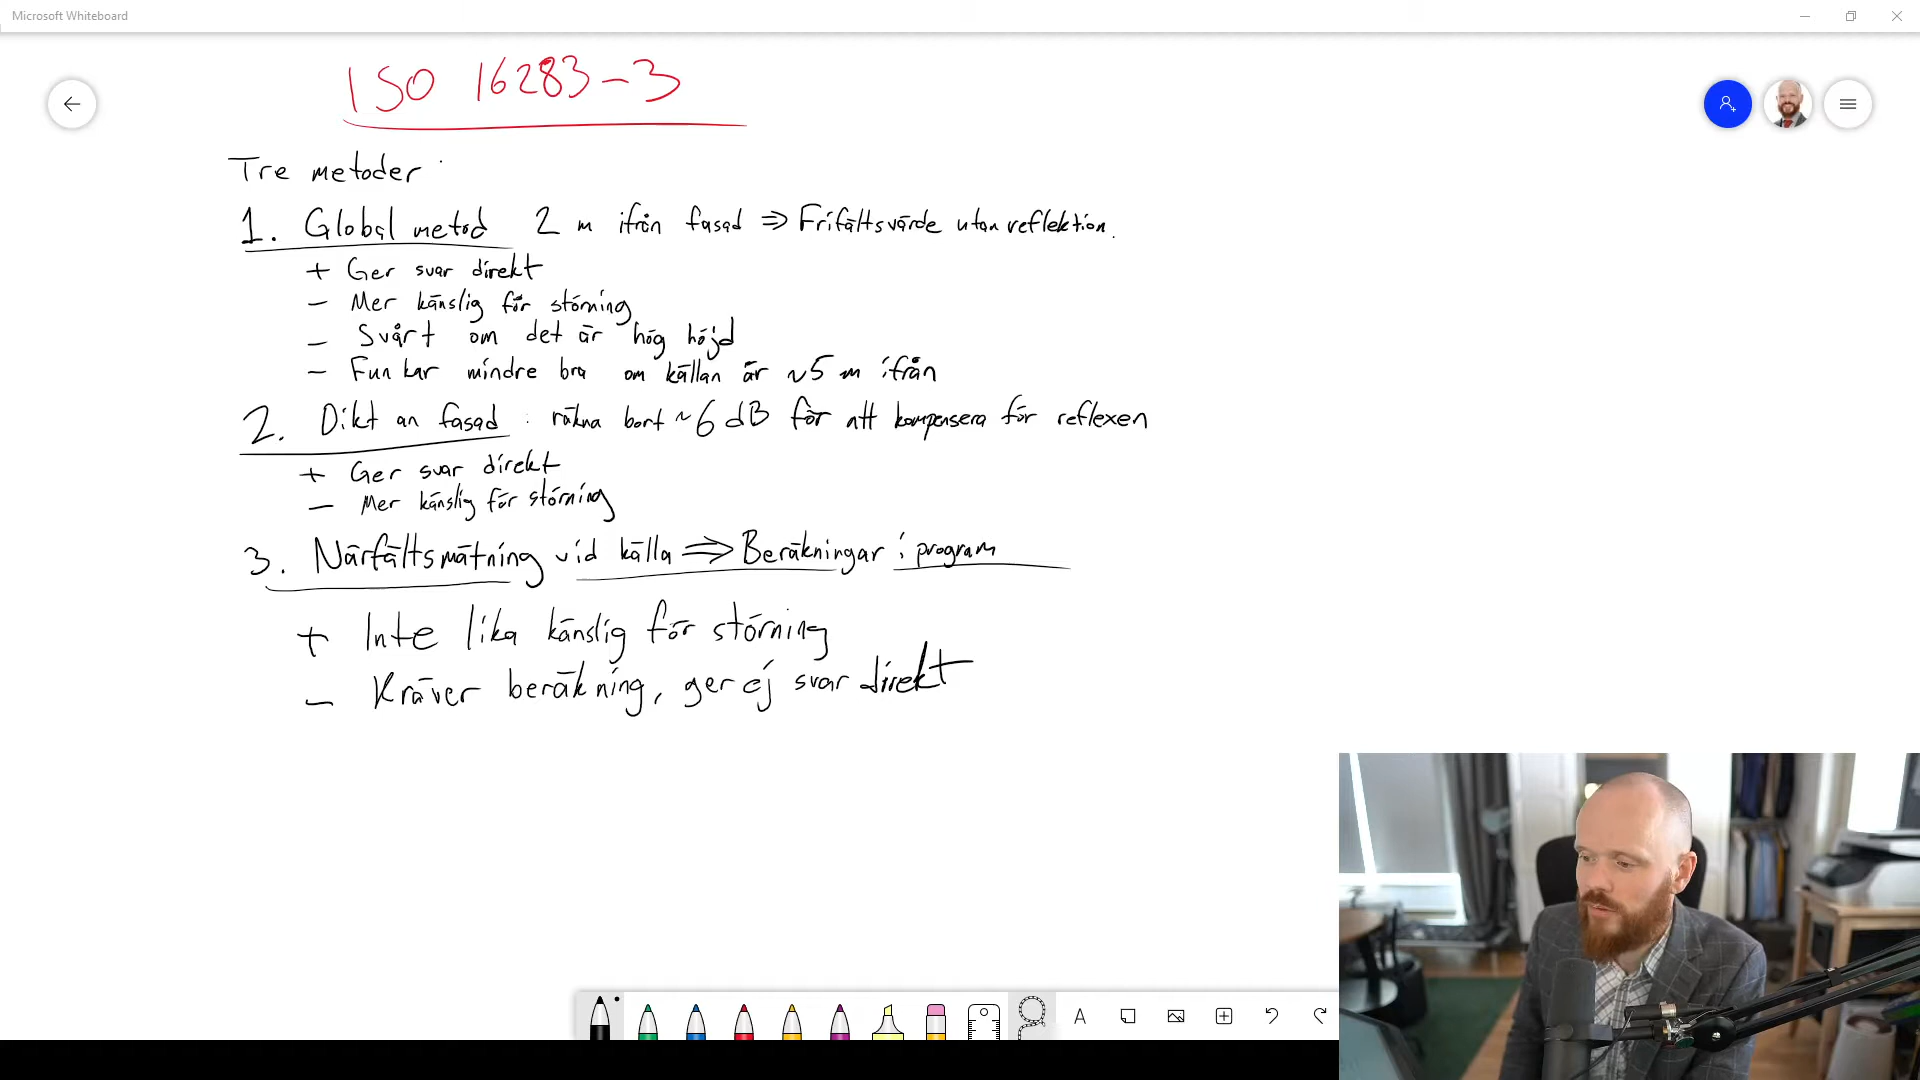 Microsoft Whiteboard
ISO 16283-3
Tre metoder:
1. Global metod 2 m ifrån fasad ⇒ Frifältsvärde utan reflektion.
+ Ger svar direkt
- Mer känslig för störning
- Svårt om det är hög höjd
- Funkar mindre bra om källan är ~5 m ifrån
2. Dikt an fasad : räkna bort ~6 dB för att kompensera för reflexen
+ Ger svar direkt
- Mer känslig för störning
3. Närfältsmätning vid källa ⇒ Beräkningar i program
+ Inte lika känslig för störning
- Kräver beräkning, ger ej svar direkt
A